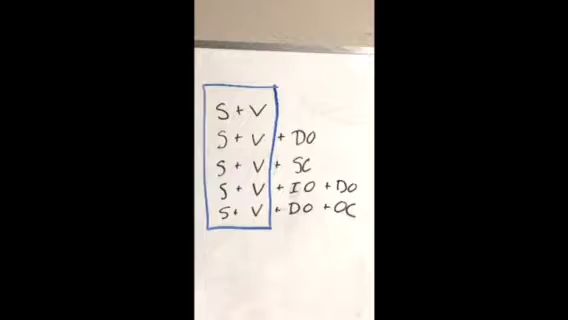 S + V
S + V + DO
S + V + SC
S + V + IO + DO
S + V + DO + OC